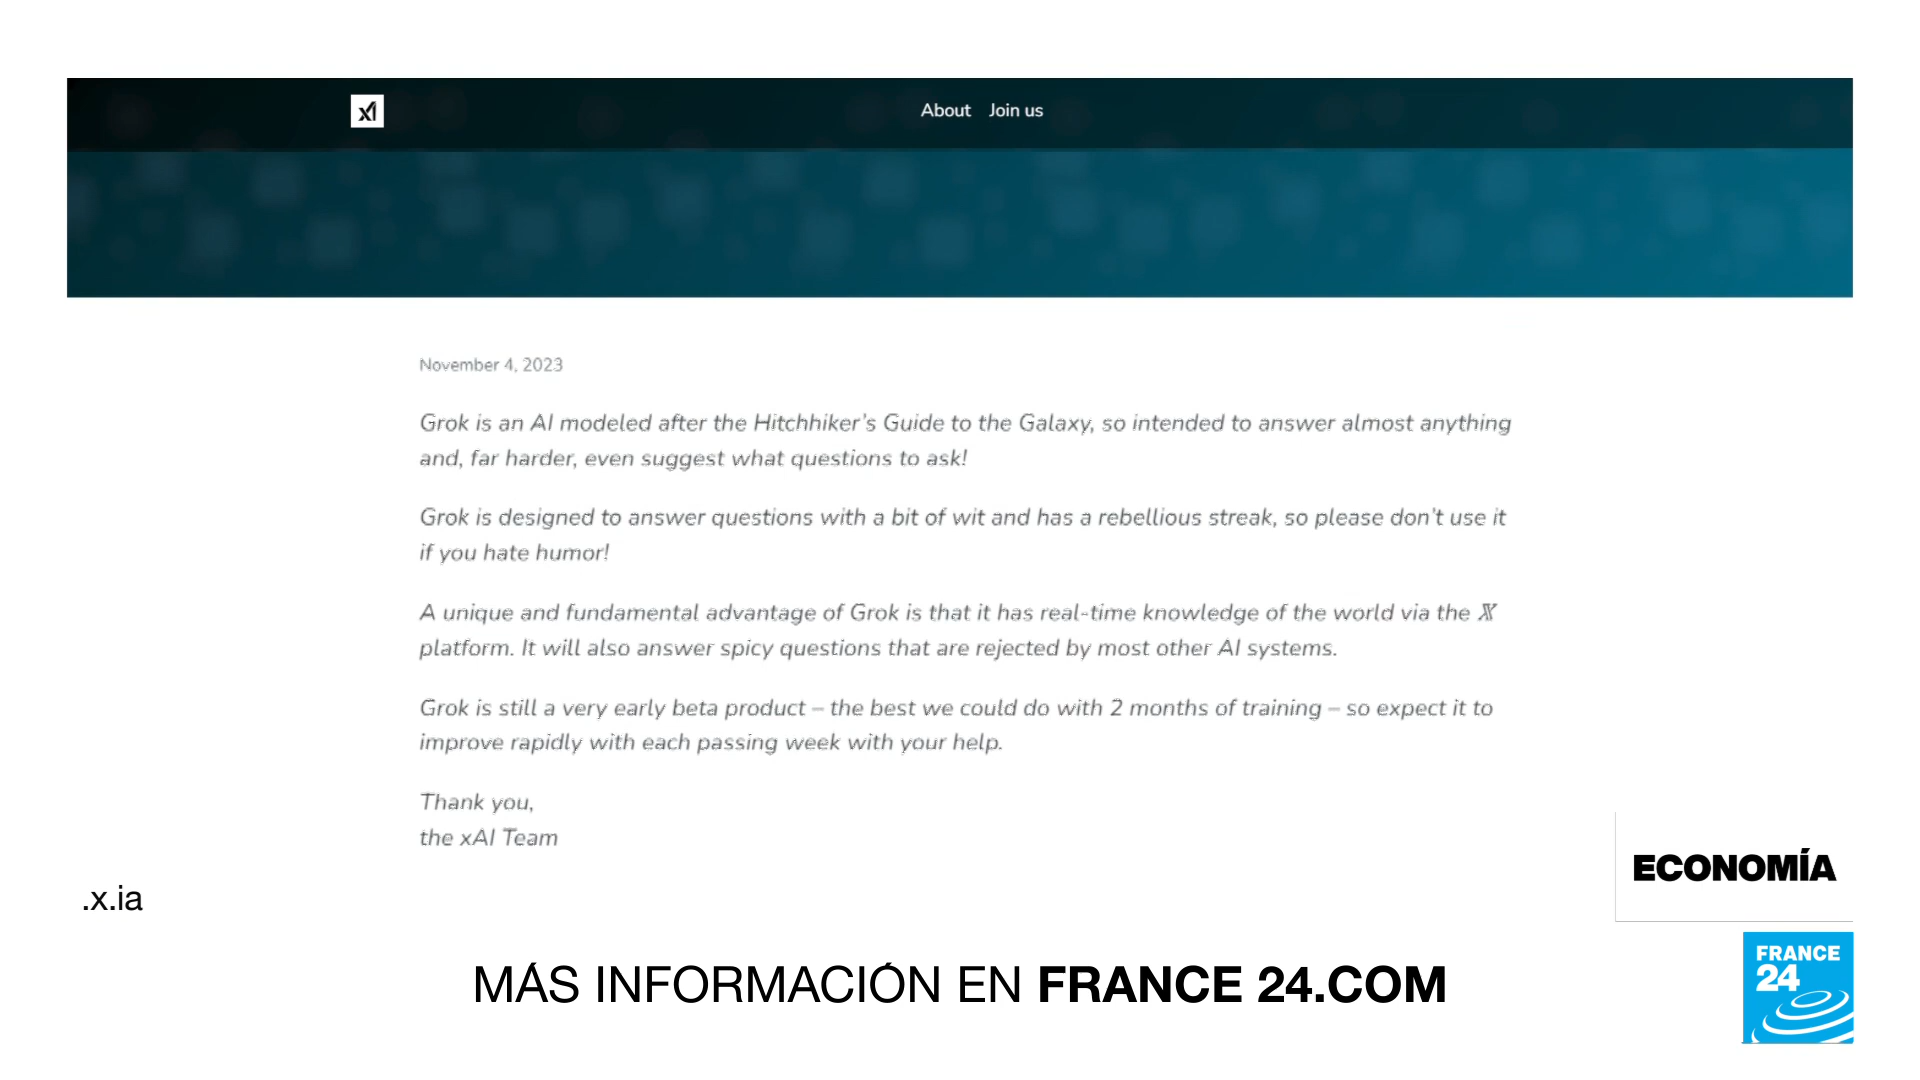 xI
About Join us
November 4, 2023
Grok is an AI modeled after the Hitchhiker's Guide to the Galaxy, so intended to answer almost anything
and, far harder, even suggest what questions to ask!
Grok is designed to answer questions with a bit of wit and has a rebellious streak, so please don't use it
if you hate humor!
A unique and fundamental advantage of Grok is that it has real-time knowledge of the world via the 𝕏
platform. It will also answer spicy questions that are rejected by most other AI systems.
Grok is still a very early beta product – the best we could do with 2 months of training – so expect it to
improve rapidly with each passing week with your help.
Thank you,
the xAI Team
.x.ia
ECONOMÍA
MÁS INFORMACIÓN EN FRANCE 24.COM
FRANCE
24